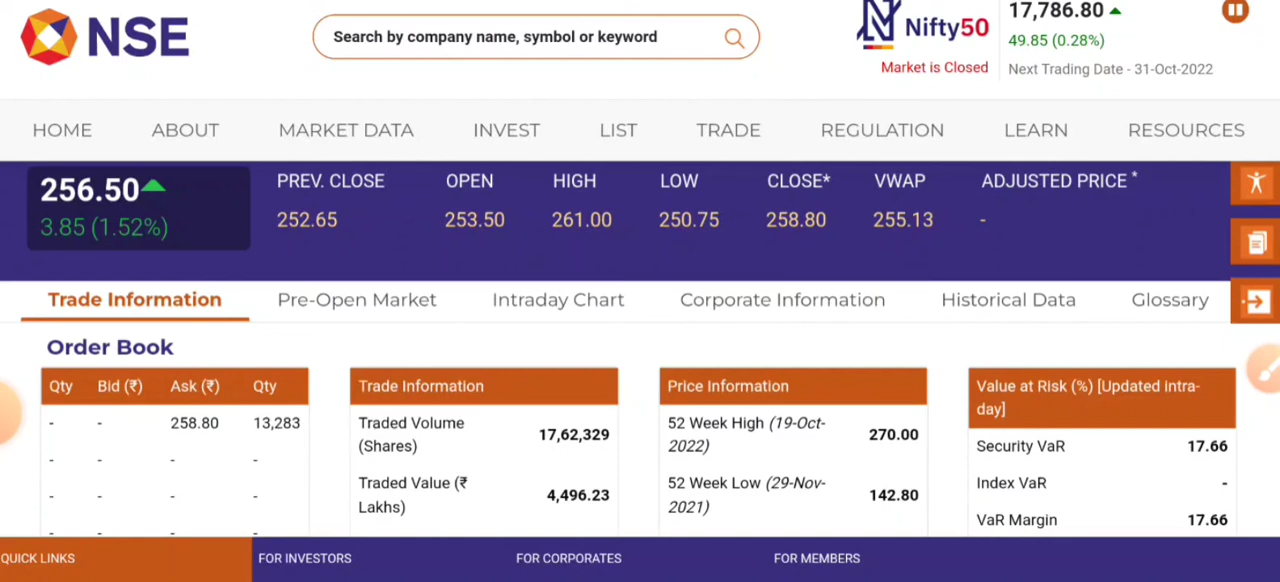 NSE
Search by company name, symbol or keyword
Nifty50
Market is Closed
17,786.80
49.85 (0.28%)
Next Trading Date - 31-Oct-2022
HOME ABOUT MARKET DATA INVEST LIST TRADE REGULATION LEARN RESOURCES
256.50
3.85 (1.52%)
PREV. CLOSE OPEN HIGH LOW CLOSE* VWAP ADJUSTED PRICE *
252.65 253.50 261.00 250.75 258.80 255.13 -
Trade Information Pre-Open Market Intraday Chart Corporate Information Historical Data Glossary
Order Book
Qty Bid (₹) Ask (₹) Qty
- - 258.80 13,283
- - - -
- - - -
- - - -
Trade Information
Traded Volume
(Shares) 17,62,329
Traded Value (₹
Lakhs) 4,496.23
Price Information
52 Week High (19-Oct-
2022) 270.00
52 Week Low (29-Nov-
2021) 142.80
Value at Risk (%) [Updated intra-
day]
Security VaR 17.66
Index VaR -
VaR Margin 17.66
QUICK LINKS FOR INVESTORS FOR CORPORATES FOR MEMBERS